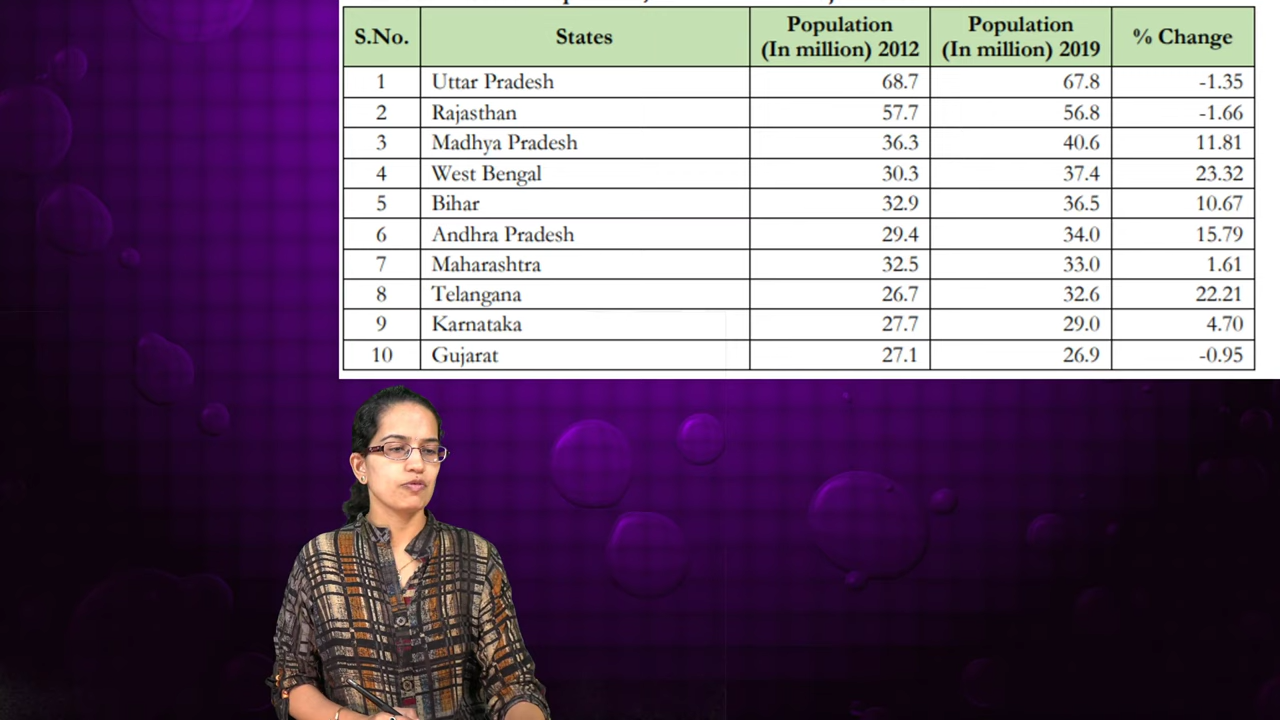 S.No. States Population (In million) 2012 Population (In million) 2019 % Change
1 Uttar Pradesh 68.7 67.8 -1.35
2 Rajasthan 57.7 56.8 -1.66
3 Madhya Pradesh 36.3 40.6 11.81
4 West Bengal 30.3 37.4 23.32
5 Bihar 32.9 36.5 10.67
6 Andhra Pradesh 29.4 34.0 15.79
7 Maharashtra 32.5 33.0 1.61
8 Telangana 26.7 32.6 22.21
9 Karnataka 27.7 29.0 4.70
10 Gujarat 27.1 26.9 -0.95